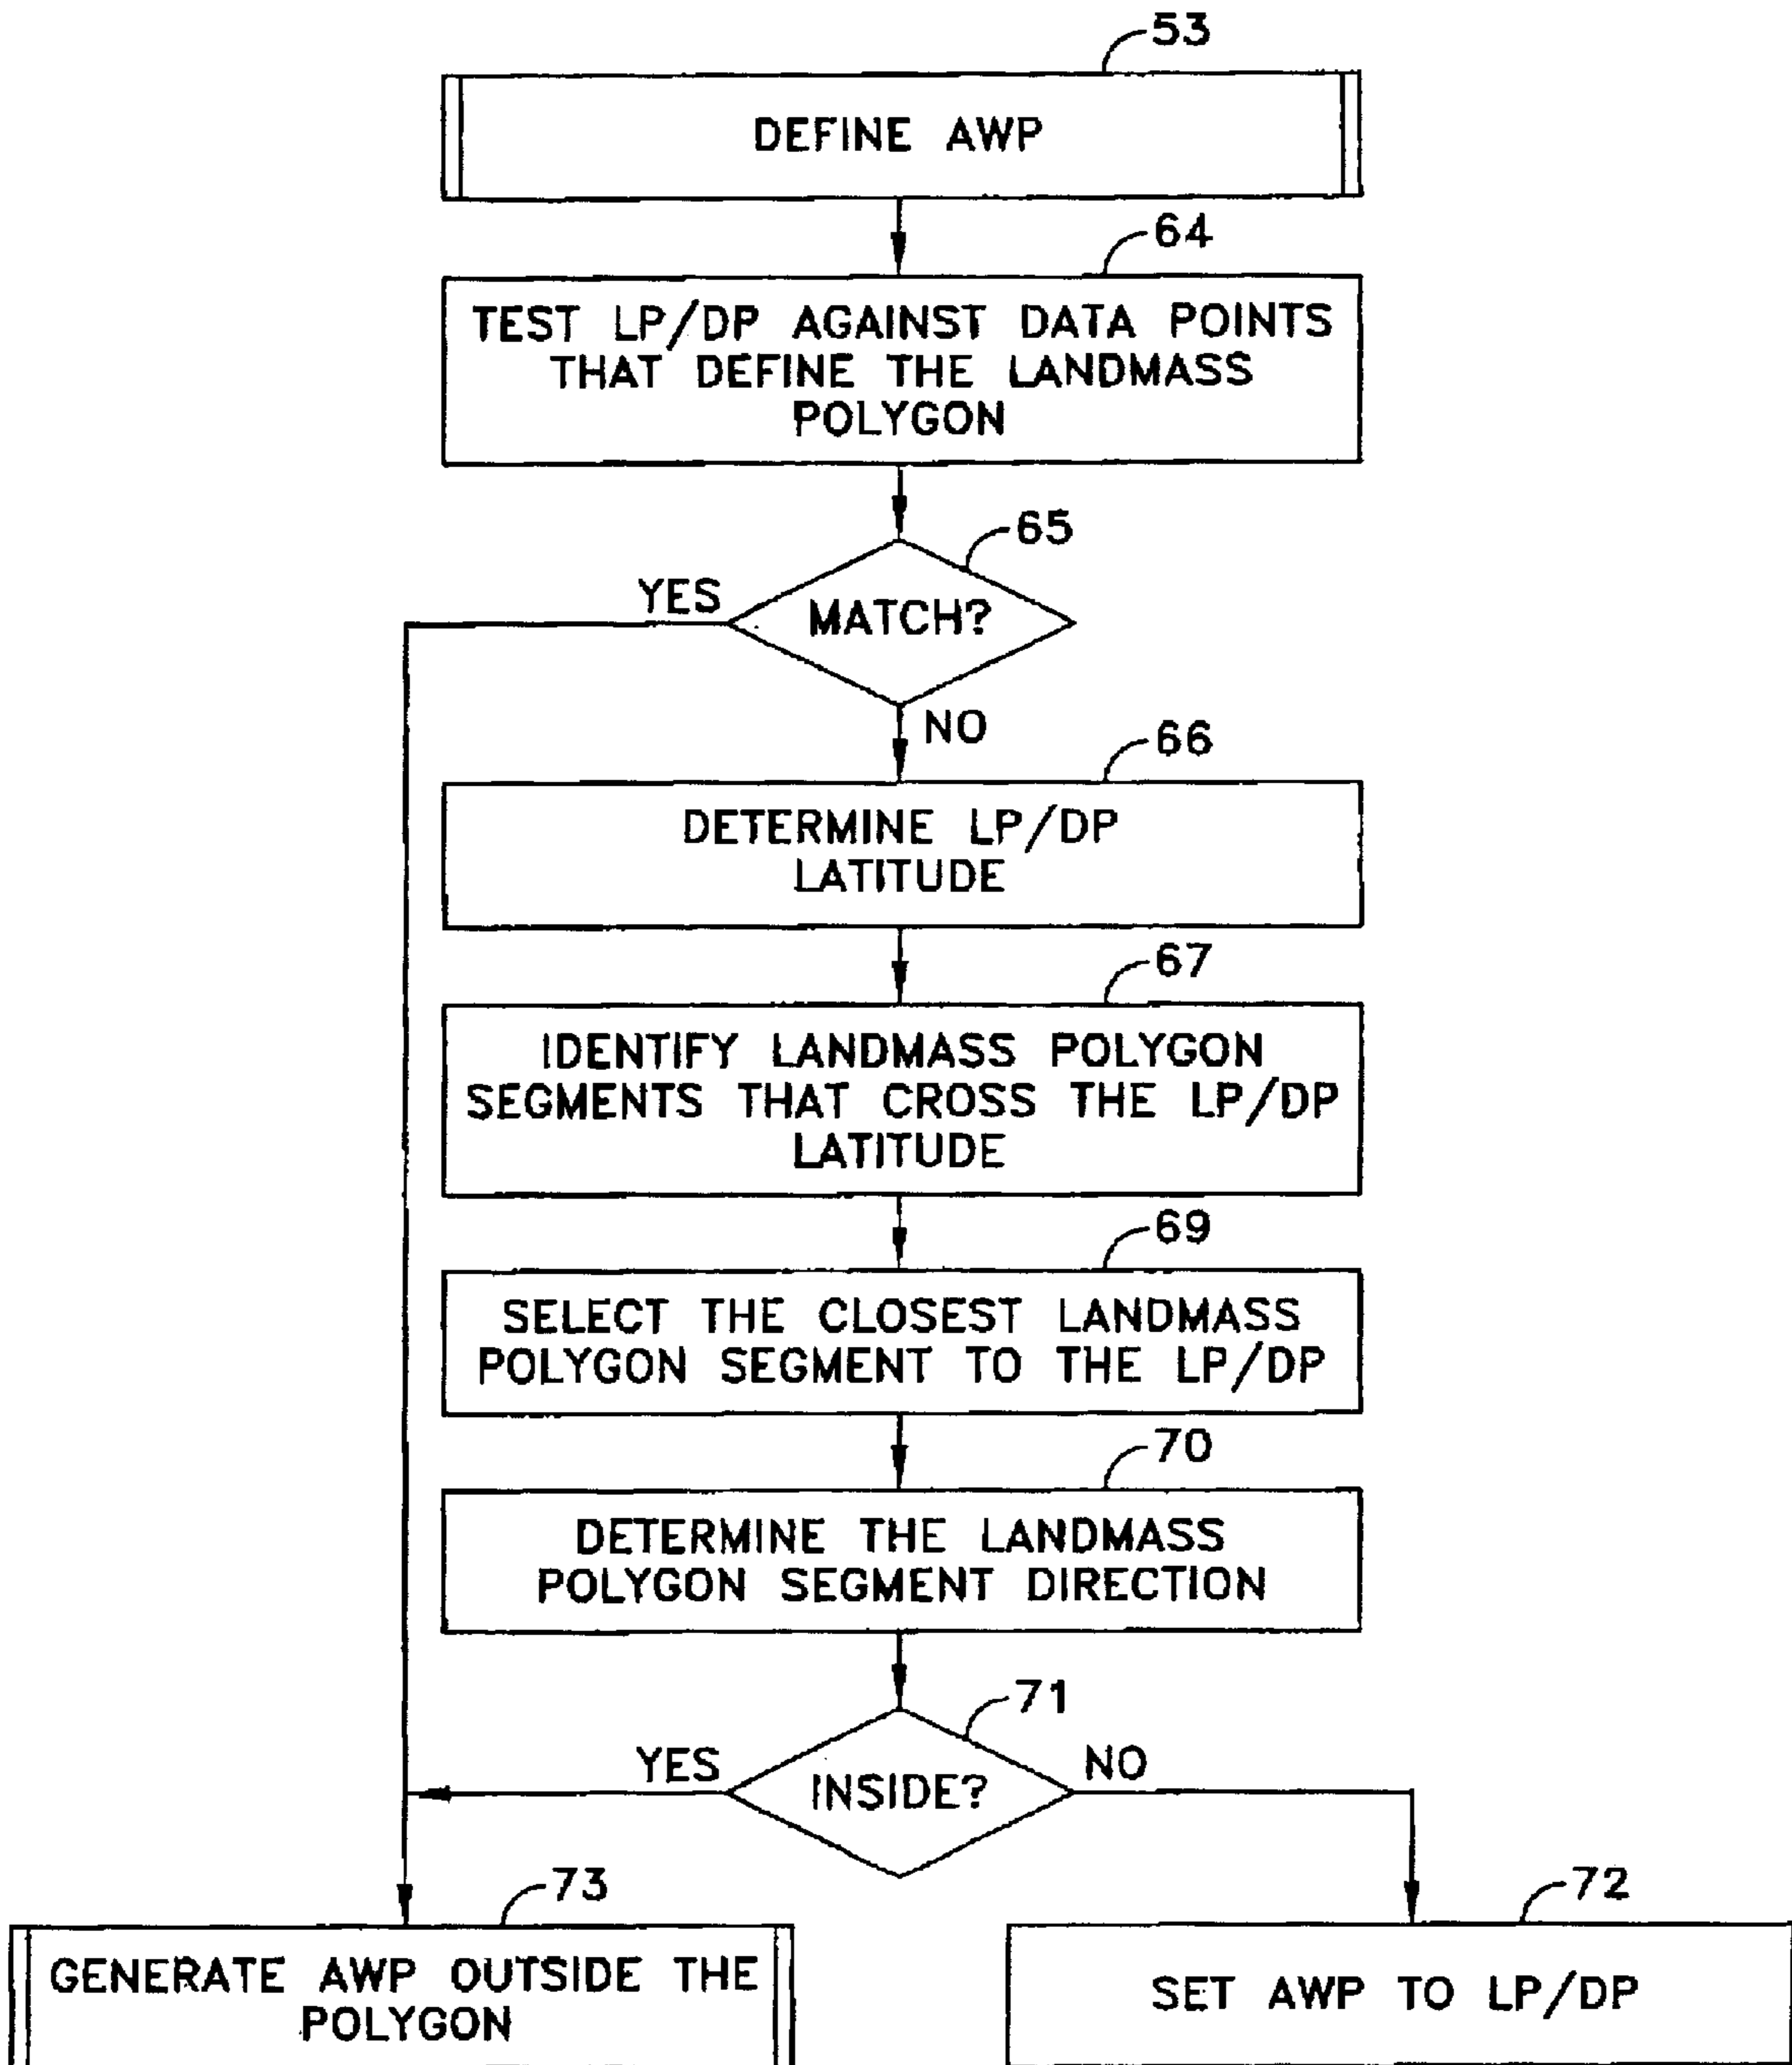 53
DEFINE AWP
64
TEST LP/DP AGAINST DATA POINTS
THAT DEFINE THE LANDMASS
POLYGON
65
YES
MATCH?
NO
66
DETERMINE LP/DP
LATITUDE
67
IDENTIFY LANDMASS POLYGON
SEGMENTS THAT CROSS THE LP/DP
LATITUDE
69
SELECT THE CLOSEST LANDMASS
POLYGON SEGMENT TO THE LP/DP
70
DETERMINE THE LANDMASS
POLYGON SEGMENT DIRECTION
71
YES
INSIDE?
NO
73
GENERATE AWP OUTSIDE THE
POLYGON
72
SET AWP TO LP/DP